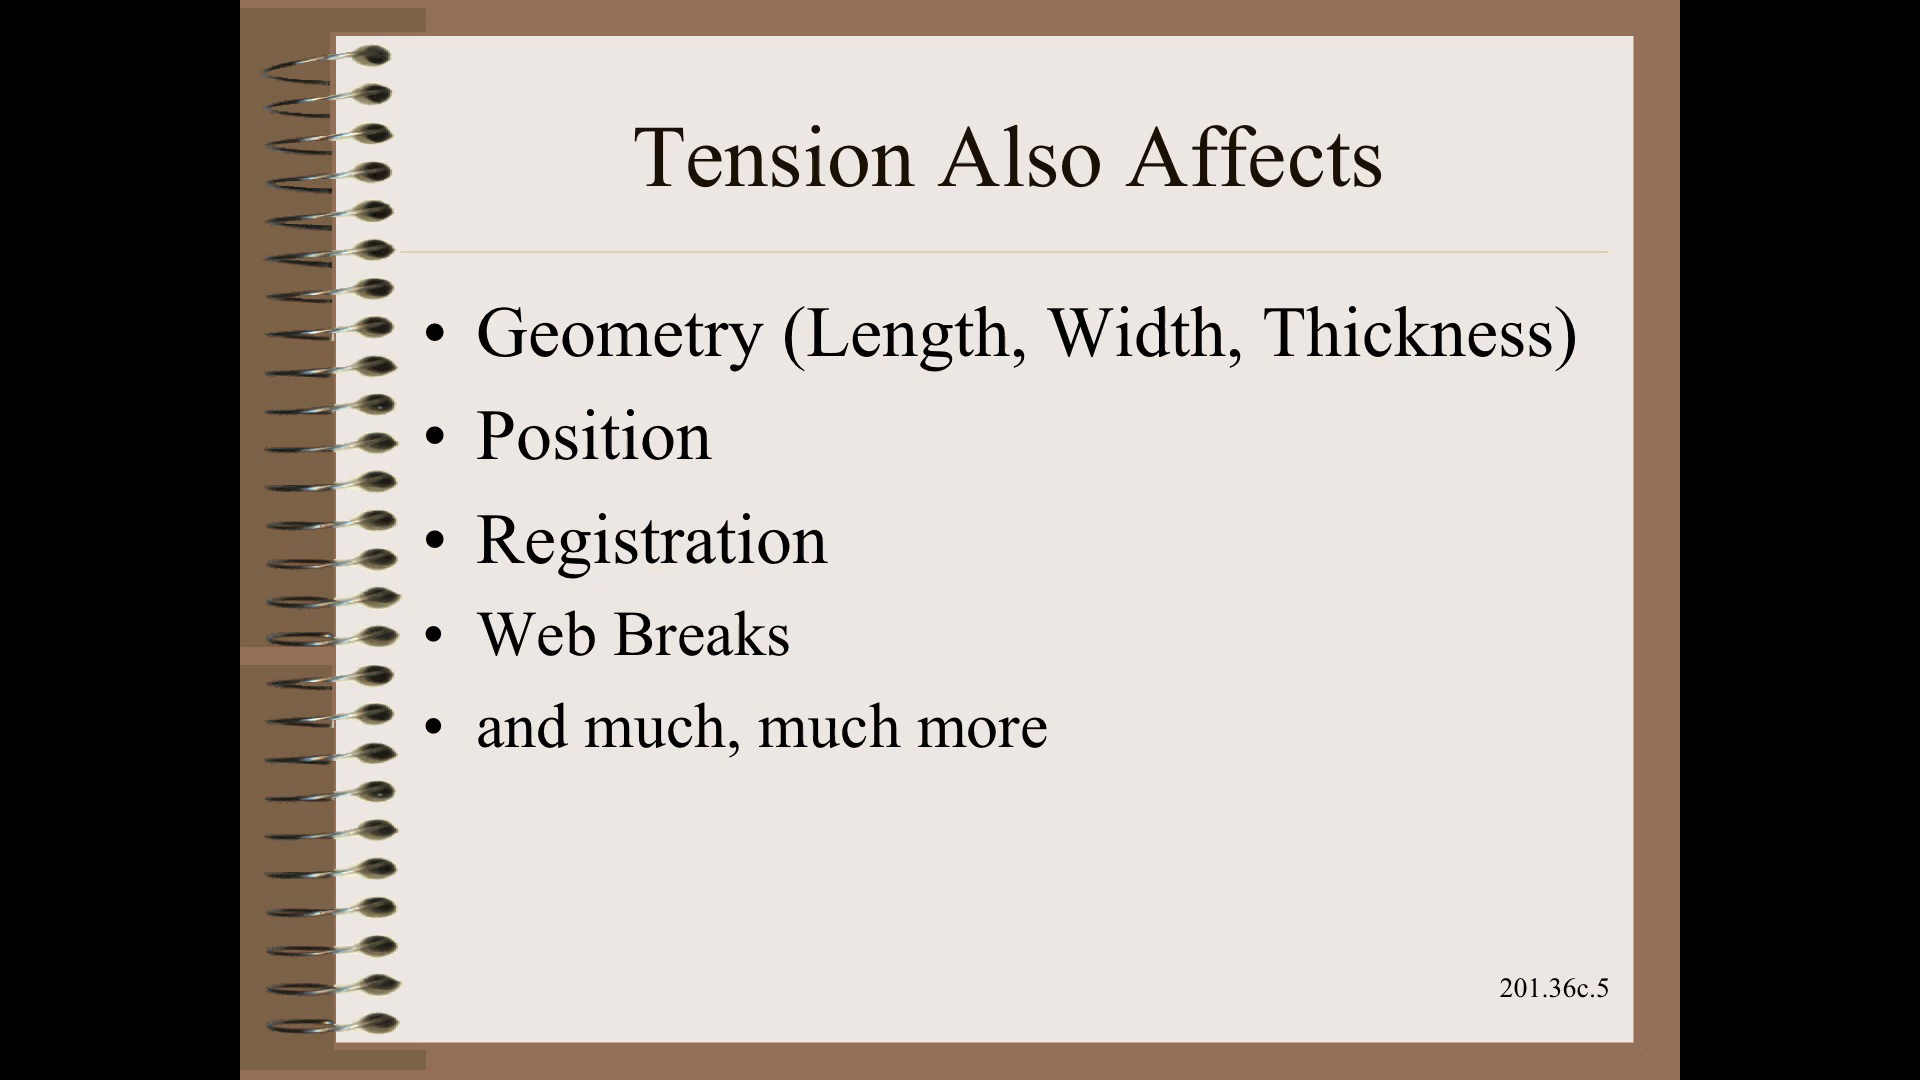 Tension Also Affects
• Geometry (Length, Width, Thickness)
• Position
• Registration
• Web Breaks
• and much, much more
201.36c.5